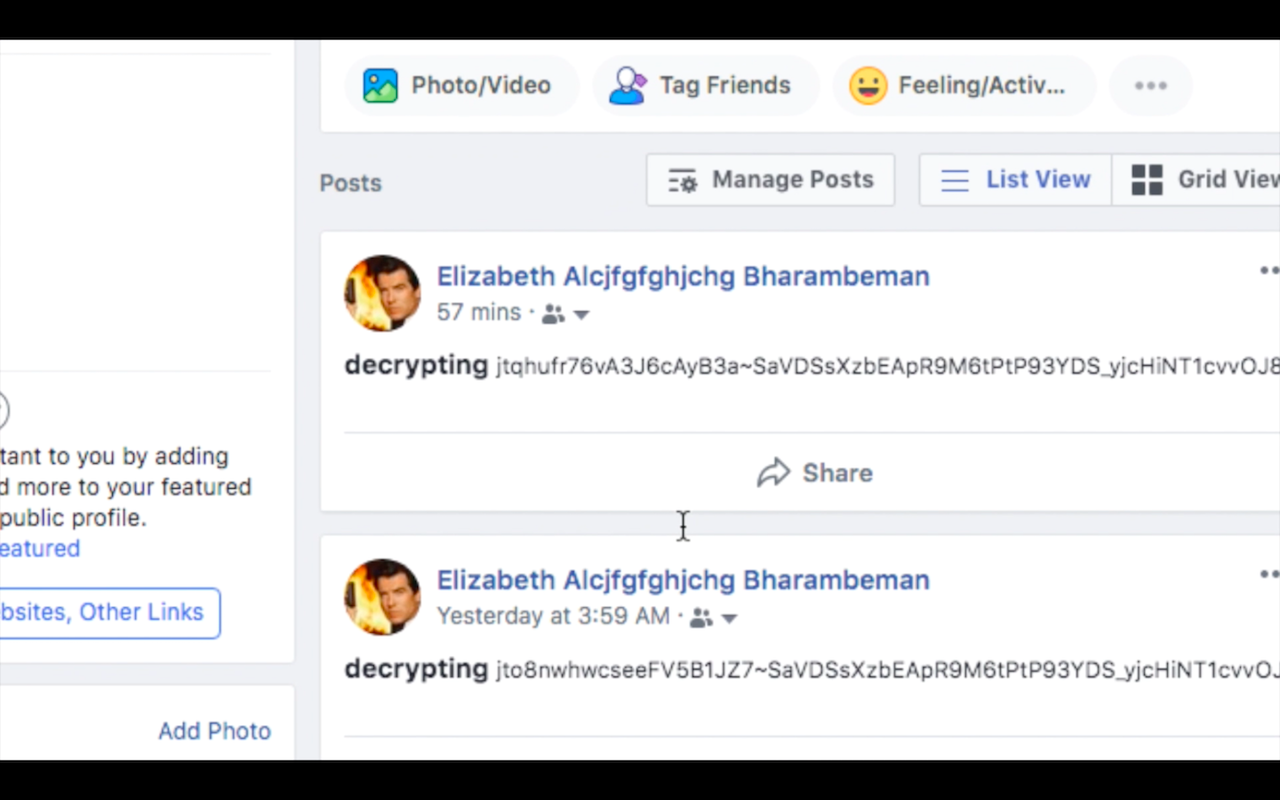 Photo/Video
Tag Friends
Feeling/Activ...
Posts
Manage Posts
List View
Grid View
Elizabeth Alcjfgfghjchg Bharambeman
57 mins ·
decrypting jtqhufr76vA3J6cAyB3a~SaVDSsXzbEApR9M6tPtP93YDS_yjcHiNT1cvvOJ8
tant to you by adding
d more to your featured
public profile.
eatured
bsites, Other Links
Share
Elizabeth Alcjfgfghjchg Bharambeman
Yesterday at 3:59 AM ·
decrypting jto8nwhwcseeFV5B1JZ7~SaVDSsXzbEApR9M6tPtP93YDS_yjcHiNT1cvvOJ
Add Photo